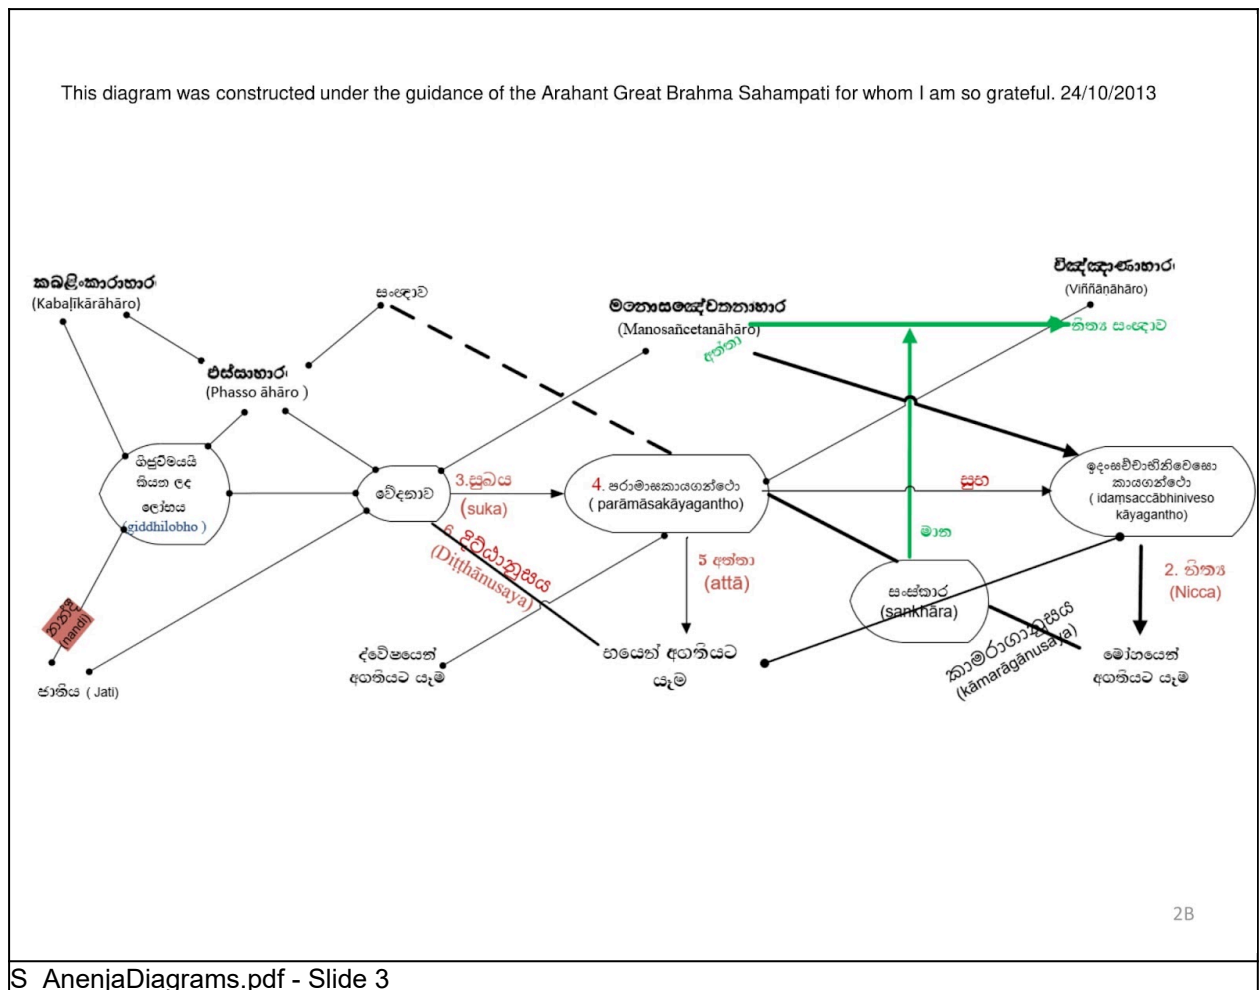 This diagram was constructed under the guidance of the Arahant Great Brahma Sahampati for whom I am so grateful. 24/10/2013
කබළිංකාරාහාර
(Kabaḷīkārāhāro)
සංඥාව
මනොසඤේචතනාහාර
(Manosañcetanāhāro)
විඤ්ඤාණාහාර
(Viññāṇāhāro)
නිත්‍ය සංඥාව
අත්තා
ඵස්සාහාර
(Phasso āhāro )
ගිජුවීමයයි
කියන ලද
ලෝභය
(giddhilobho )
වේදනාව
3.සුඛය
(suka)
4. පරාමාසකායගන්ථො
( parāmāsakāyagantho)
සුභ
ඉදංසච්චාභිනිවෙසො
කායගන්ථො
( idaṃsaccābhiniveso
kāyagantho)
6. දිට්ඨානුසය
(Diṭṭhānusaya)
මාන
5 අත්තා
(attā)
2. නිත්‍ය
(Nicca)
සංස්කාර
(sankhāra)
නන්දි
(nandi)
කාමරාගානුසය
(kāmarāgānusaya)
ජාතිය ( Jati)
ද්වේෂයෙන්
අගතියට යෑම
භයෙන් අගතියට
යෑම
මෝහයෙන්
අගතියට යෑම
2B
S_AnenjaDiagrams.pdf - Slide 3